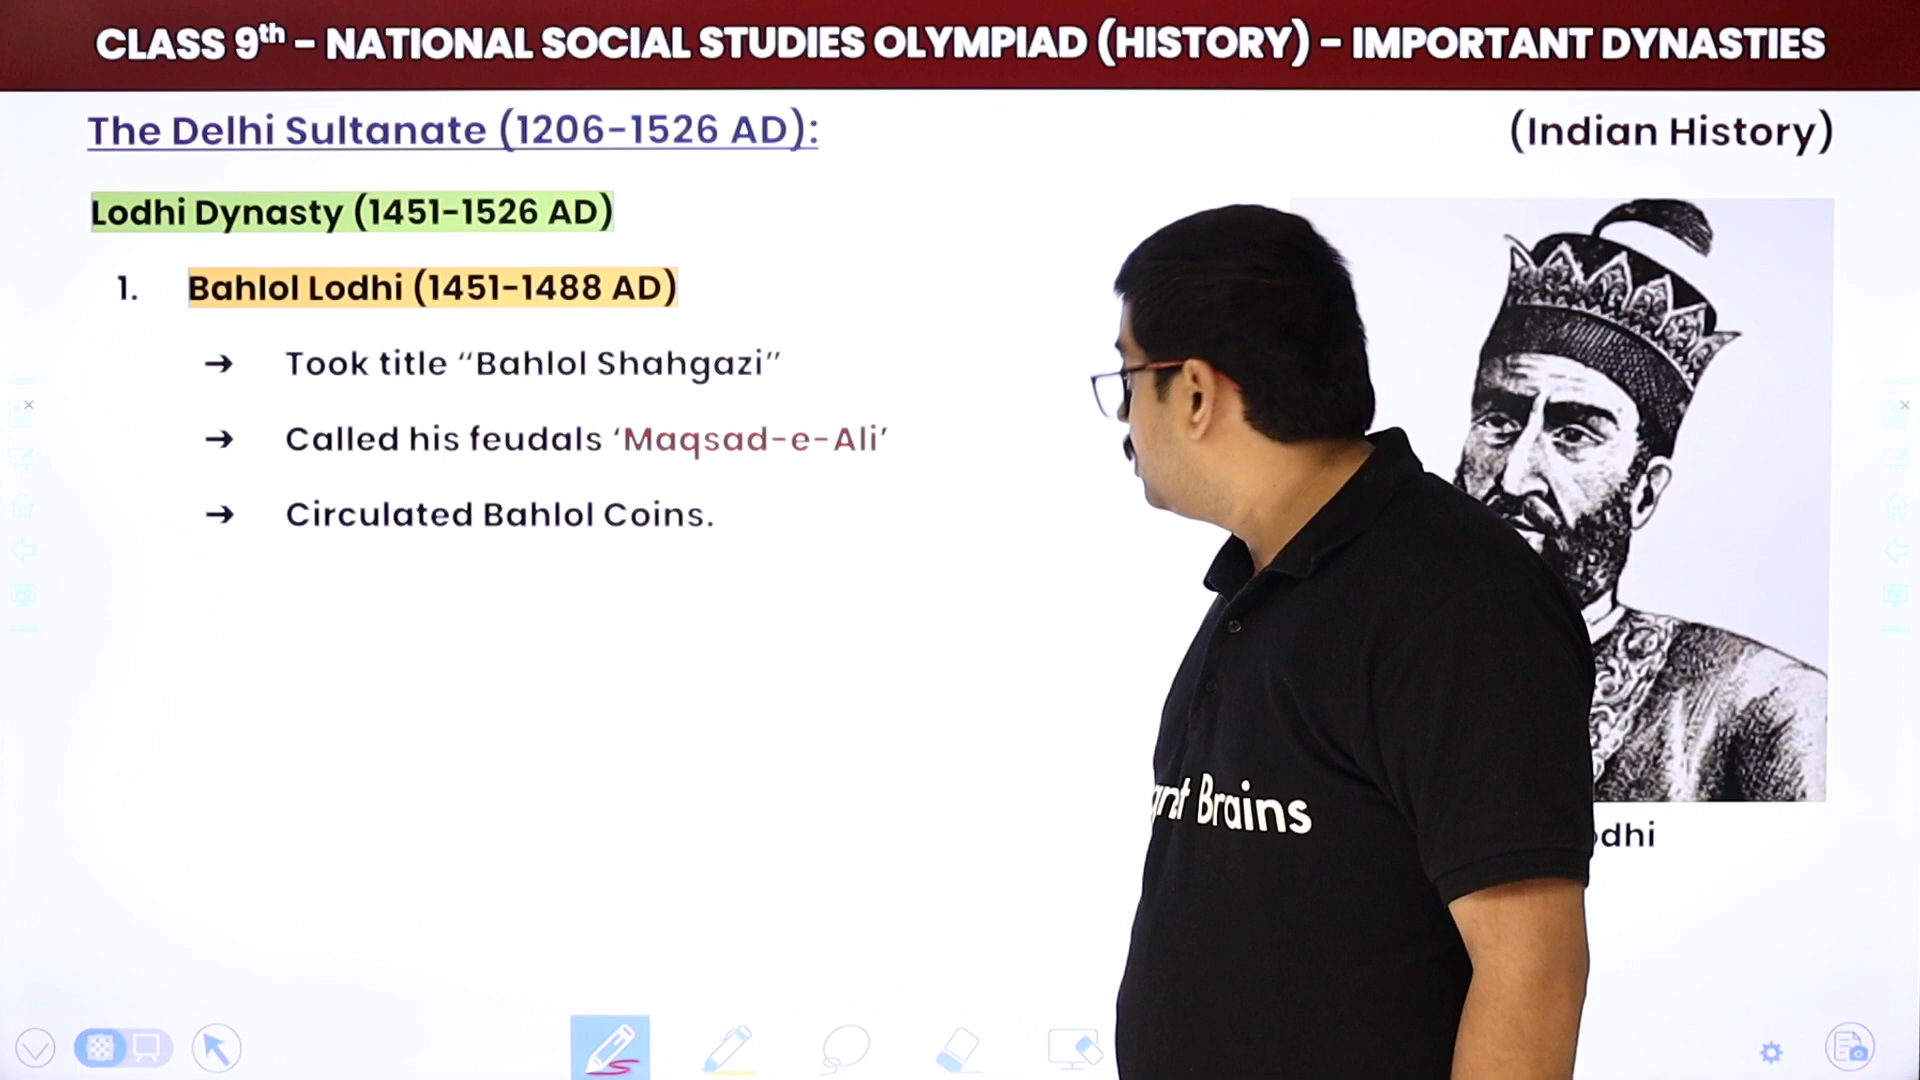 CLASS 9th - NATIONAL SOCIAL STUDIES OLYMPIAD (HISTORY) - IMPORTANT DYNASTIES
The Delhi Sultanate (1206-1526 AD):
(Indian History)
Lodhi Dynasty (1451-1526 AD)
1. Bahlol Lodhi (1451-1488 AD)
→ Took title “Bahlol Shahgazi”
→ Called his feudals ‘Maqsad-e-Ali’
→ Circulated Bahlol Coins.
Brains